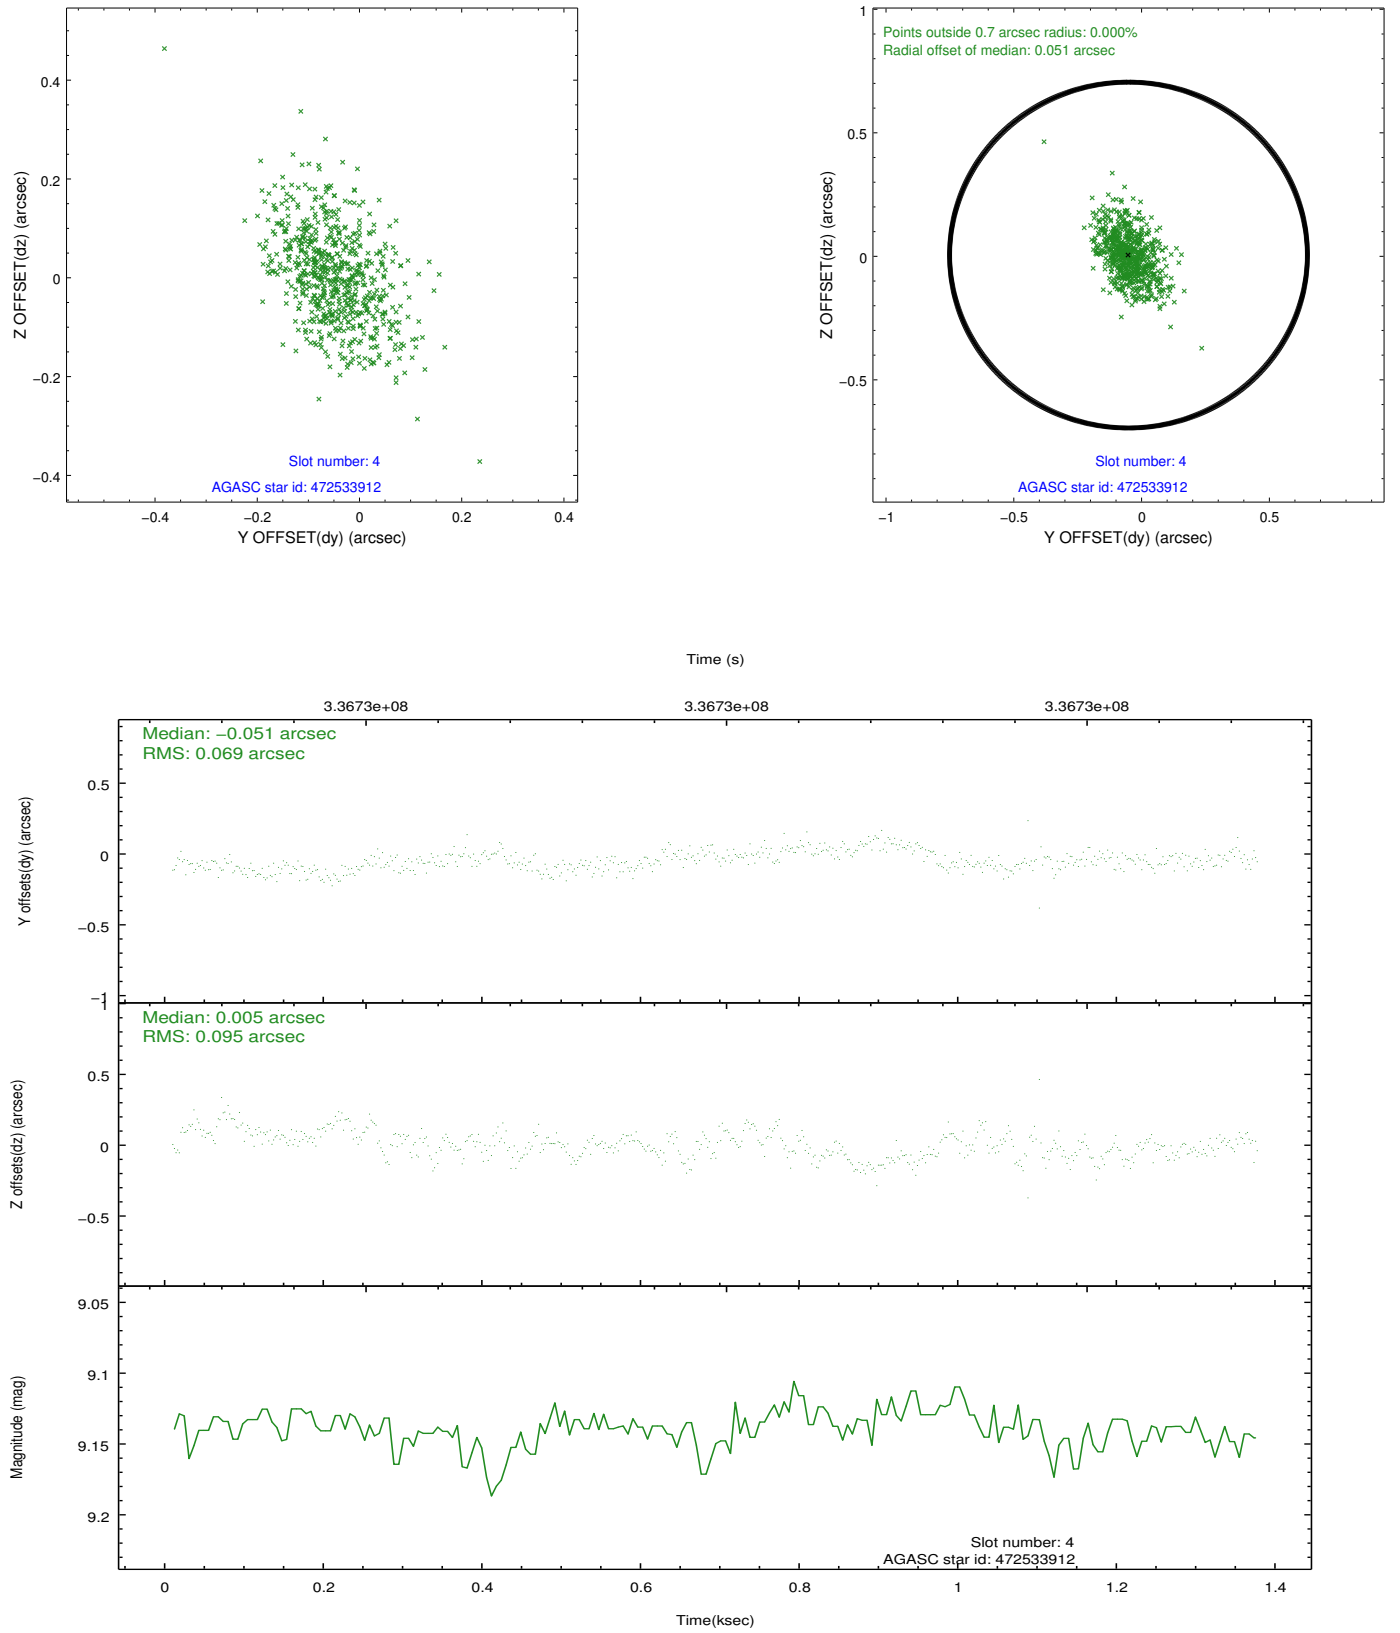 0.4
0.2
0
−0.2
−0.4
Z OFFSET(dz) (arcsec)
Slot number: 4
AGASC star id: 472533912
−0.4
−0.2
0
0.2
0.4
Y OFFSET(dy) (arcsec)
1
0.5
0
−0.5
Z OFFSET(dz) (arcsec)
Points outside 0.7 arcsec radius: 0.000%
Radial offset of median: 0.051 arcsec
Slot number: 4
AGASC star id: 472533912
−1
−0.5
0
0.5
Y OFFSET(dy) (arcsec)
Time (s)
3.3673e+08
3.3673e+08
3.3673e+08
Median: −0.051 arcsec
RMS: 0.069 arcsec
0.5
0
−0.5
−1
Y offsets(dy) (arcsec)
1
Median: 0.005 arcsec
RMS: 0.095 arcsec
0.5
0
−0.5
Z offsets(dz) (arcsec)
9.05
9.1
9.15
9.2
Magnitude (mag)
Slot number: 4
AGASC star id: 472533912
0
0.2
0.4
0.6
0.8
1
1.2
1.4
Time(ksec)